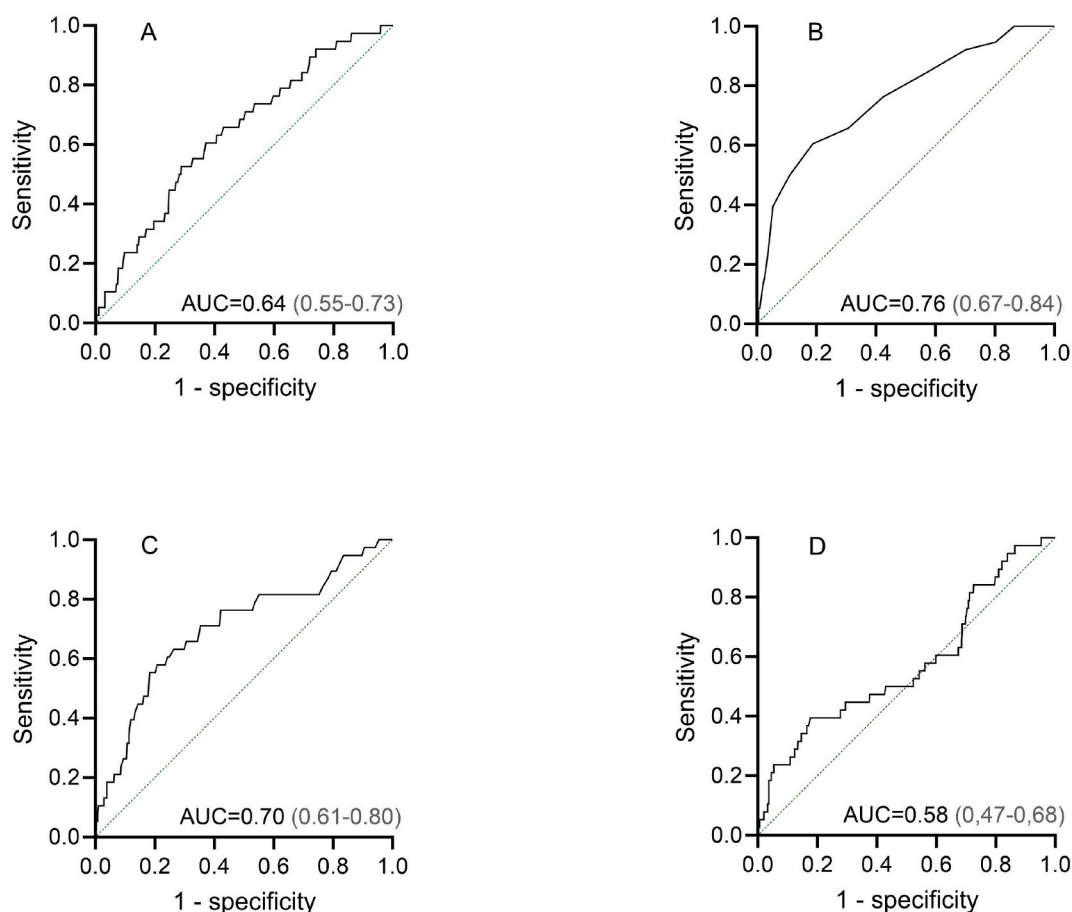 A
1.0
0.8
0.6
0.4
0.2
0.0
Sensitivity
AUC=0.64 (0.55-0.73)
0.0 0.2 0.4 0.6 0.8 1.0
1 - specificity
B
1.0
0.8
0.6
0.4
0.2
0.0
Sensitivity
AUC=0.76 (0.67-0.84)
0.0 0.2 0.4 0.6 0.8 1.0
1 - specificity
C
1.0
0.8
0.6
0.4
0.2
0.0
Sensitivity
AUC=0.70 (0.61-0.80)
0.0 0.2 0.4 0.6 0.8 1.0
1 - specificity
D
1.0
0.8
0.6
0.4
0.2
0.0
Sensitivity
AUC=0.58 (0,47-0,68)
0.0 0.2 0.4 0.6 0.8 1.0
1 - specificity